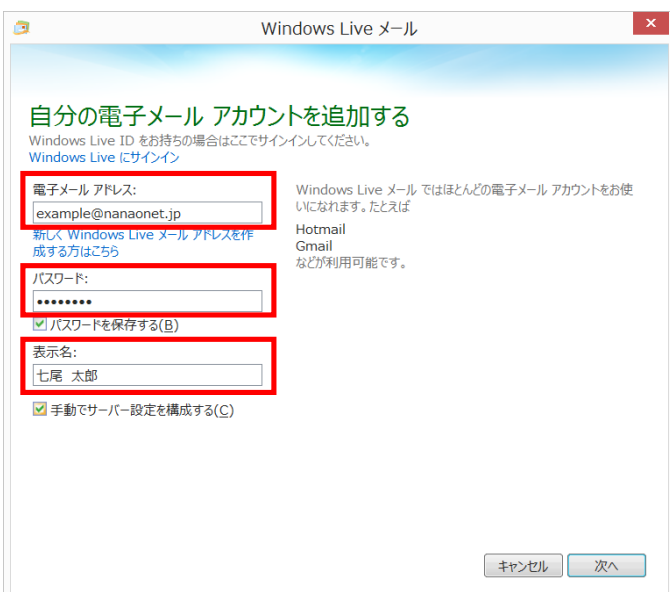 Windows Live メール
自分の電子メール アカウントを追加する
Windows Live ID をお持ちの場合はここでサインインしてください。
Windows Live にサインイン
電子メール アドレス:
example@nanaonet.jp
新しく Windows Live メール アドレスを作
成する方はこちら
パスワード:
••••••••
パスワードを保存する(B)
表示名:
七尾 太郎
手動でサーバー設定を構成する(C)
Windows Live メール ではほとんどの電子メール アカウントをお使
いになれます。たとえば
Hotmail
Gmail
などが利用可能です。
キャンセル
次へ